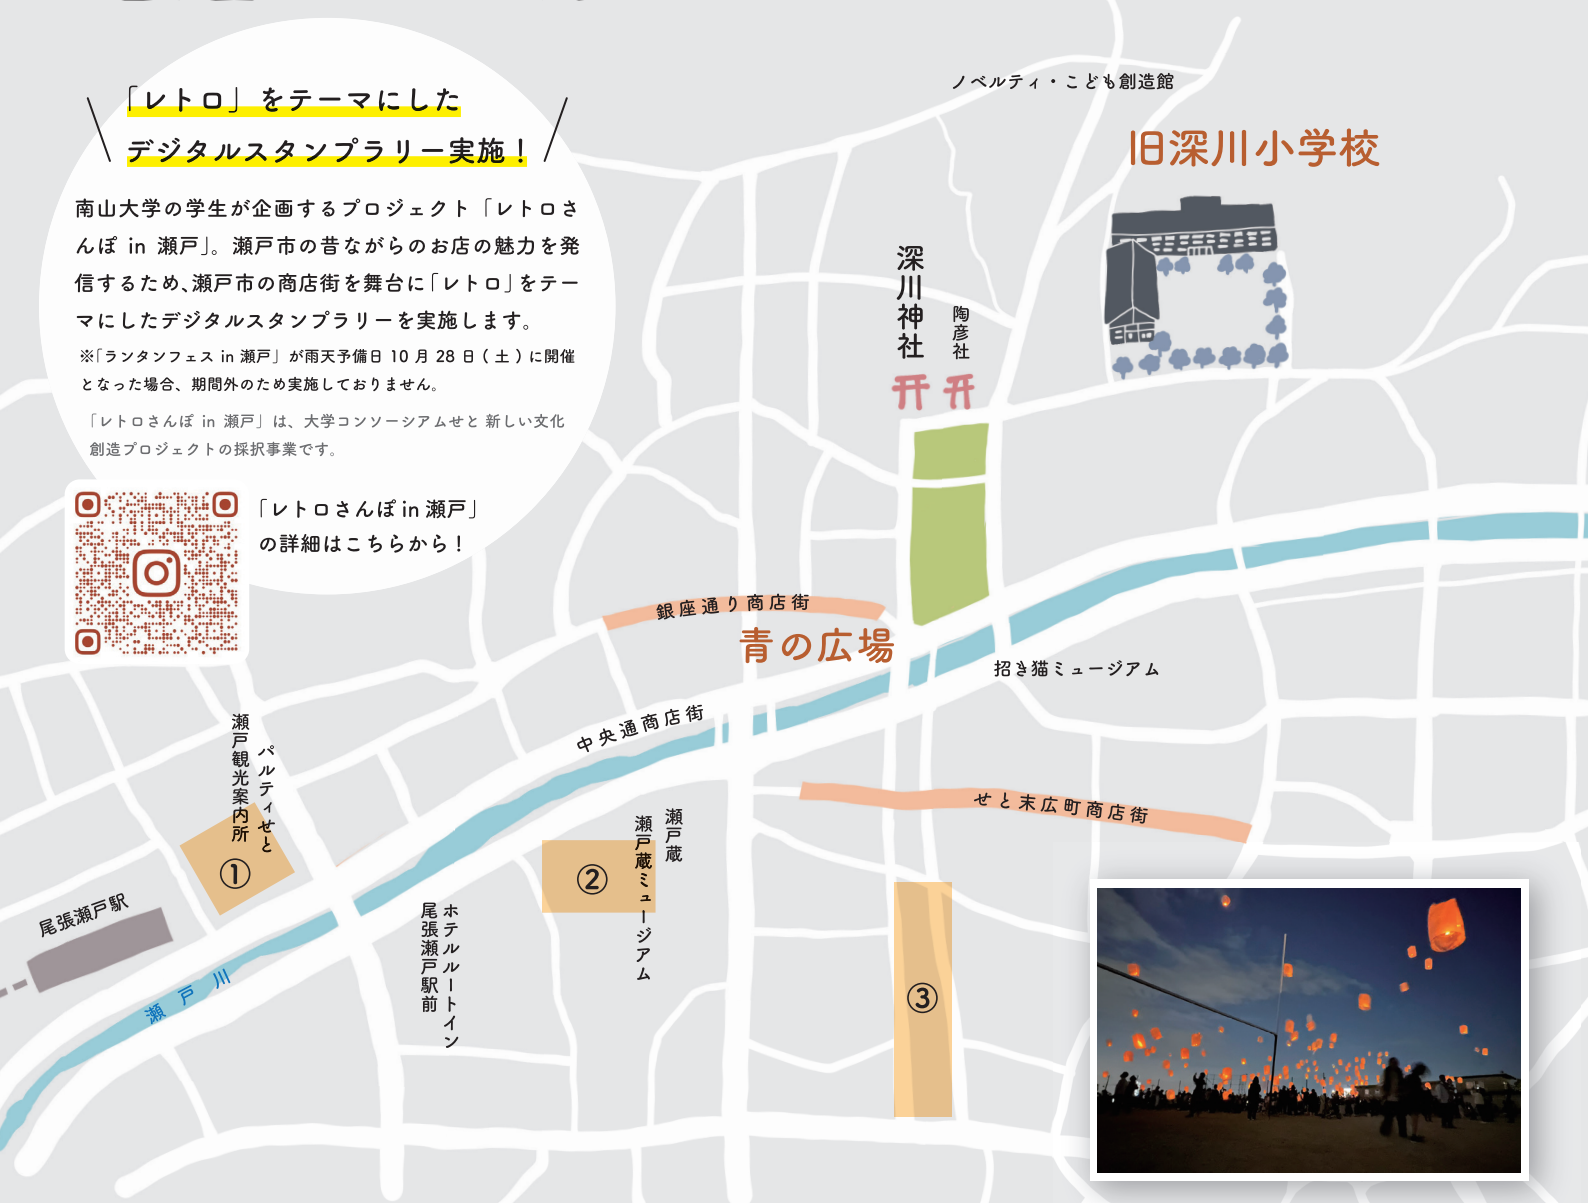 「レトロ」をテーマにした
デジタルスタンプラリー実施！
南山大学の学生が企画するプロジェクト「レトロさ
んぽ in 瀬戸」。瀬戸市の昔ながらのお店の魅力を発
信するため、瀬戸市の商店街を舞台に「レトロ」をテー
マにしたデジタルスタンプラリーを実施します。
※「ランタンフェス in 瀬戸」が雨天予備日 10 月 28 日 ( 土 ) に開催
となった場合、期間外のため実施しておりません。
「レトロさんぽ in 瀬戸」は、大学コンソーシアムせと 新しい文化
創造プロジェクトの採択事業です。
「レトロさんぽ in 瀬戸」
の詳細はこちらから！
ノベルティ・こども創造館
旧深川小学校
深川神社
陶彦社
銀座通り商店街
青の広場
招き猫ミュージアム
中央通商店街
せと末広町商店街
パルティせと
瀬戸観光案内所
①
瀬戸蔵
瀬戸蔵ミュージアム
②
尾張瀬戸駅
ホテルルートイン
尾張瀬戸駅前
瀬戸川
③